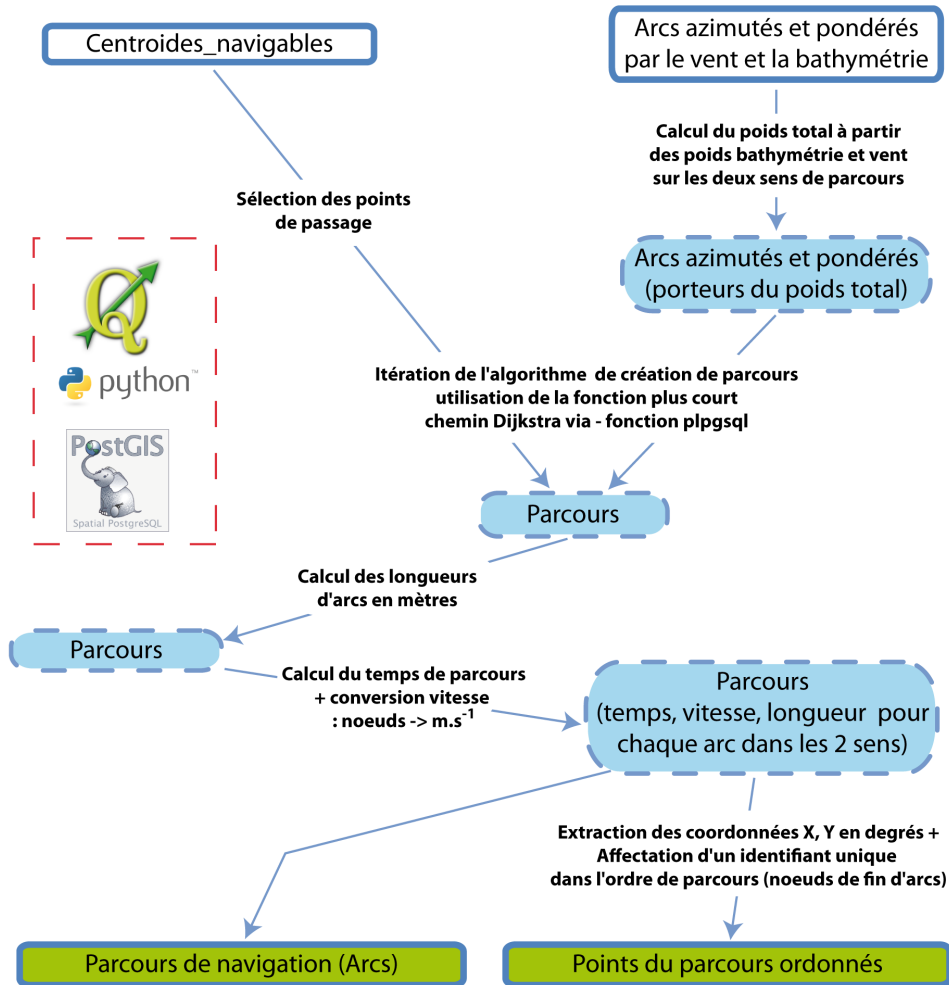 Centroides_navigables
Arcs azimutés et pondérés
par le vent et la bathymétrie
Calcul du poids total à partir
des poids bathymétrie et vent
sur les deux sens de parcours
Sélection des points
de passage
Arcs azimutés et pondérés
(porteurs du poids total)
python™
PostGIS
Spatial PostgreSQL
Itération de l'algorithme de création de parcours
utilisation de la fonction plus court
chemin Dijkstra via - fonction plpgsql
Parcours
Calcul des longueurs
d'arcs en mètres
Parcours
Calcul du temps de parcours
+ conversion vitesse
: noeuds -> m.s⁻¹
Parcours
(temps, vitesse, longueur pour
chaque arc dans les 2 sens)
Extraction des coordonnées X, Y en degrés +
Affectation d'un identifiant unique
dans l'ordre de parcours (noeuds de fin d'arcs)
Parcours de navigation (Arcs)
Points du parcours ordonnés